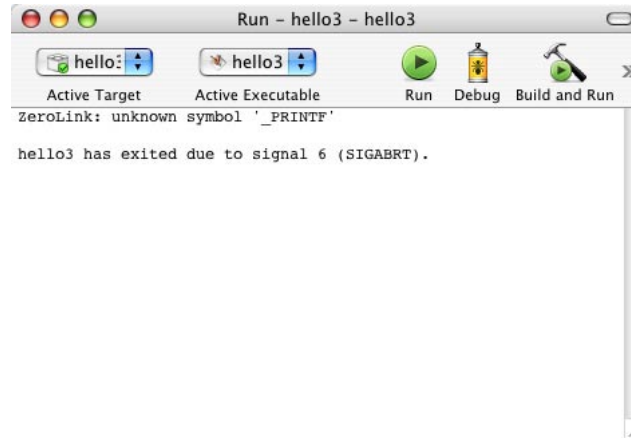 Run – hello3 – hello3
hello3
Active Target
Active Executable
Run
Debug
Build and Run
ZeroLink: unknown symbol '_PRINTF'
hello3 has exited due to signal 6 (SIGABRT).